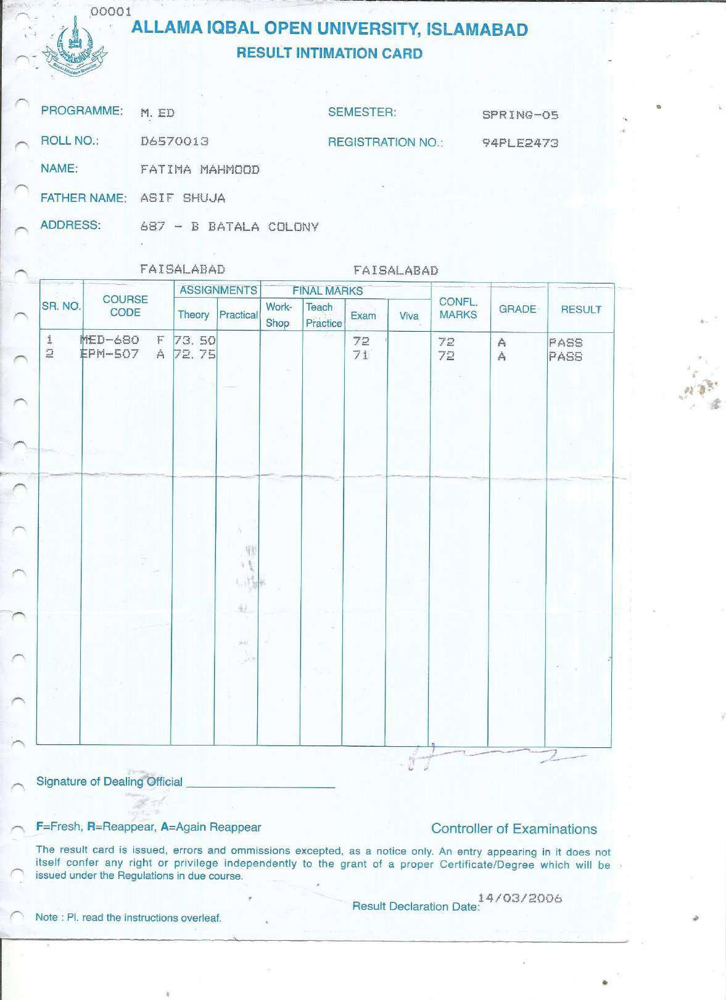 00001
ALLAMA IQBAL OPEN UNIVERSITY, ISLAMABAD
RESULT INTIMATION CARD
PROGRAMME: M. ED SEMESTER: SPRING-05
ROLL NO.: D6570013 REGISTRATION NO.: 94PLE2473
NAME: FATIMA MAHMOOD
FATHER NAME: ASIF SHUJA
ADDRESS: 687 - B BATALA COLONY
FAISALABAD FAISALABAD
SR. NO. COURSE CODE ASSIGNMENTS FINAL MARKS CONFL. MARKS GRADE RESULT
Theory Practical Work-Shop Teach Practice Exam Viva
1 MED-680 F 73. 50 72 72 A PASS
2 EPM-507 A 72. 75 71 72 A PASS
Signature of Dealing Official
F=Fresh, R=Reappear, A=Again Reappear Controller of Examinations
The result card is issued, errors and ommissions excepted, as a notice only. An entry appearing in it does not
itself confer any right or privilege independently to the grant of a proper Certificate/Degree which will be
issued under the Regulations in due course.
Result Declaration Date: 14/03/2006
Note : Pl. read the instructions overleaf.